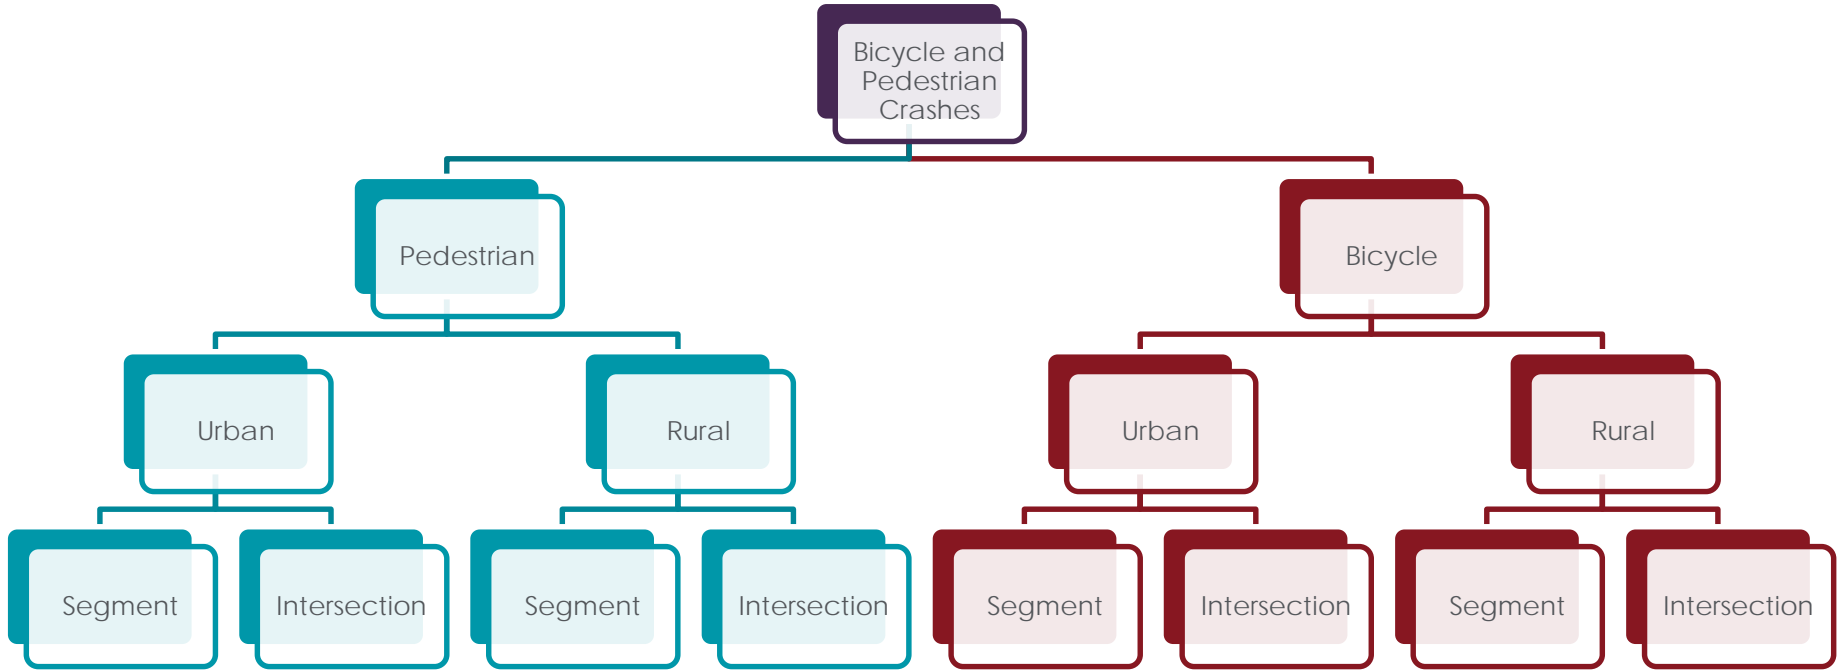 Bicycle and
Pedestrian
Crashes
Pedestrian
Bicycle
Urban
Rural
Urban
Rural
Segment
Intersection
Segment
Intersection
Segment
Intersection
Segment
Intersection